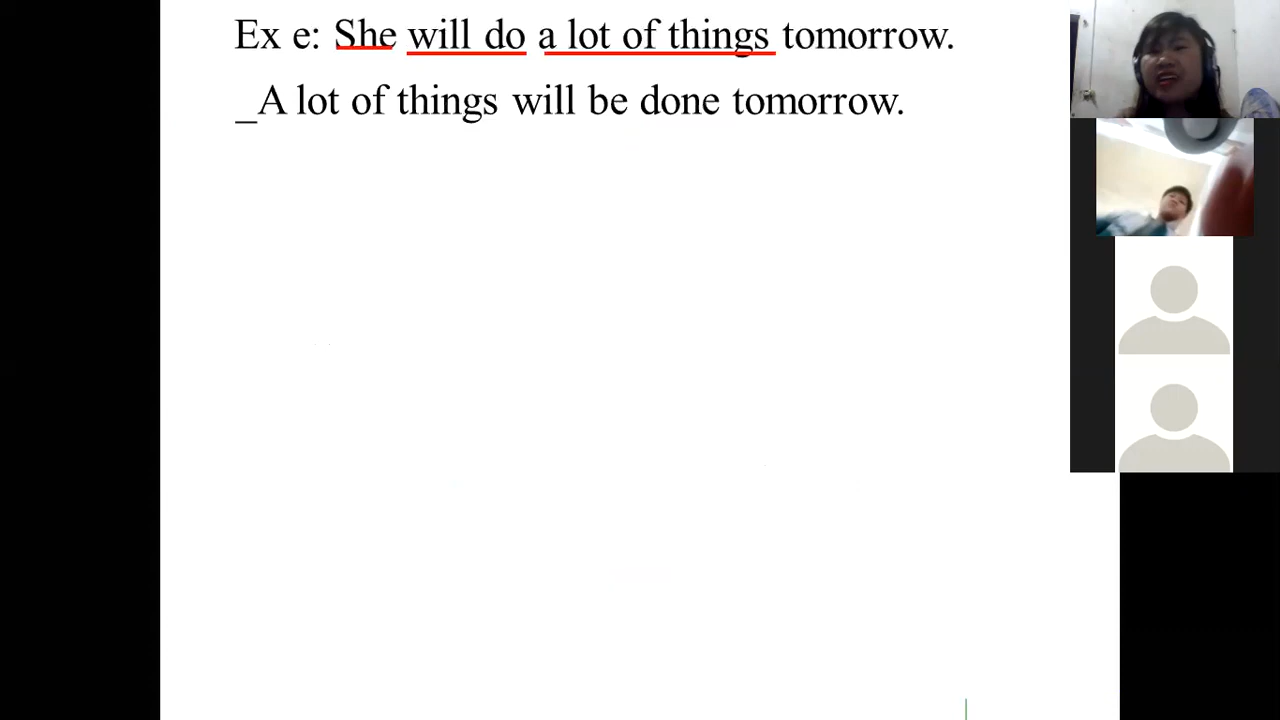 Ex e: She will do a lot of things tomorrow.
_A lot of things will be done tomorrow.